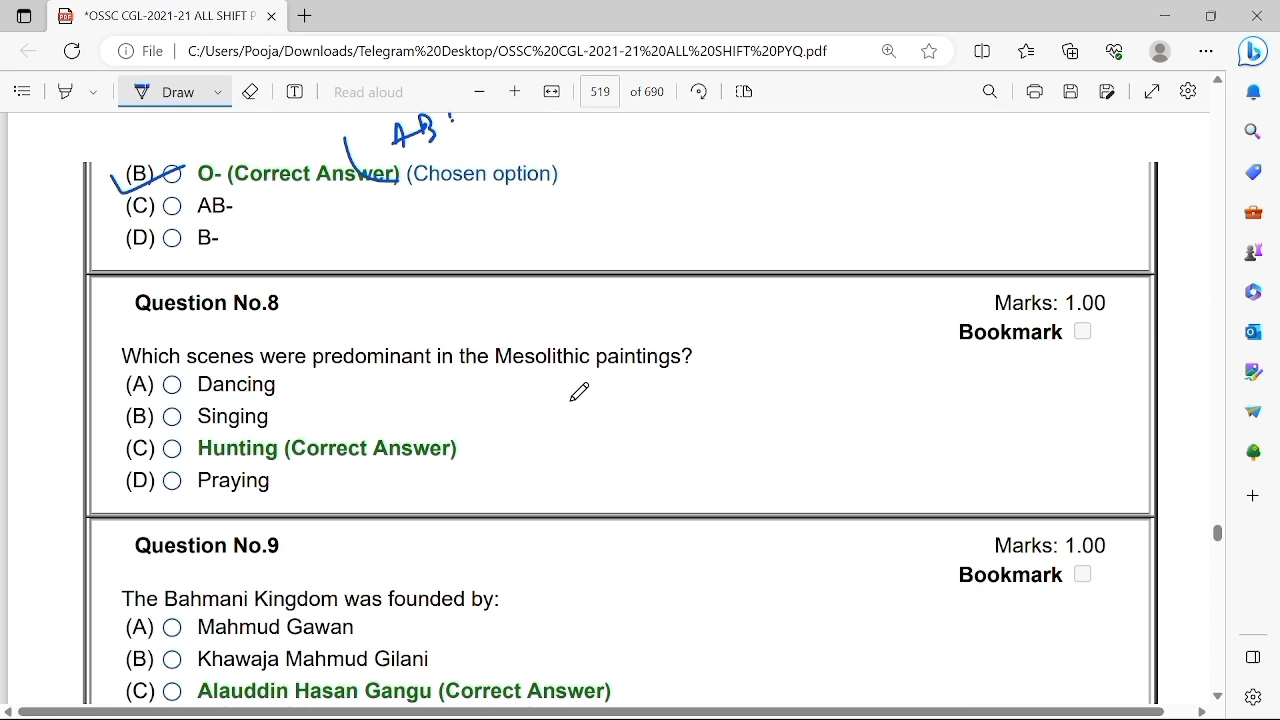 *OSSC CGL-2021-21 ALL SHIFT P
File | C:/Users/Pooja/Downloads/Telegram%20Desktop/OSSC%20CGL-2021-21%20ALL%20SHIFT%20PYQ.pdf
Draw | Read aloud 519 of 690
AB
(B) O- (Correct Answer) (Chosen option)
(C) AB-
(D) B-
Question No.8 Marks: 1.00
Bookmark
Which scenes were predominant in the Mesolithic paintings?
(A) Dancing
(B) Singing
(C) Hunting (Correct Answer)
(D) Praying
Question No.9 Marks: 1.00
Bookmark
The Bahmani Kingdom was founded by:
(A) Mahmud Gawan
(B) Khawaja Mahmud Gilani
(C) Alauddin Hasan Gangu (Correct Answer)